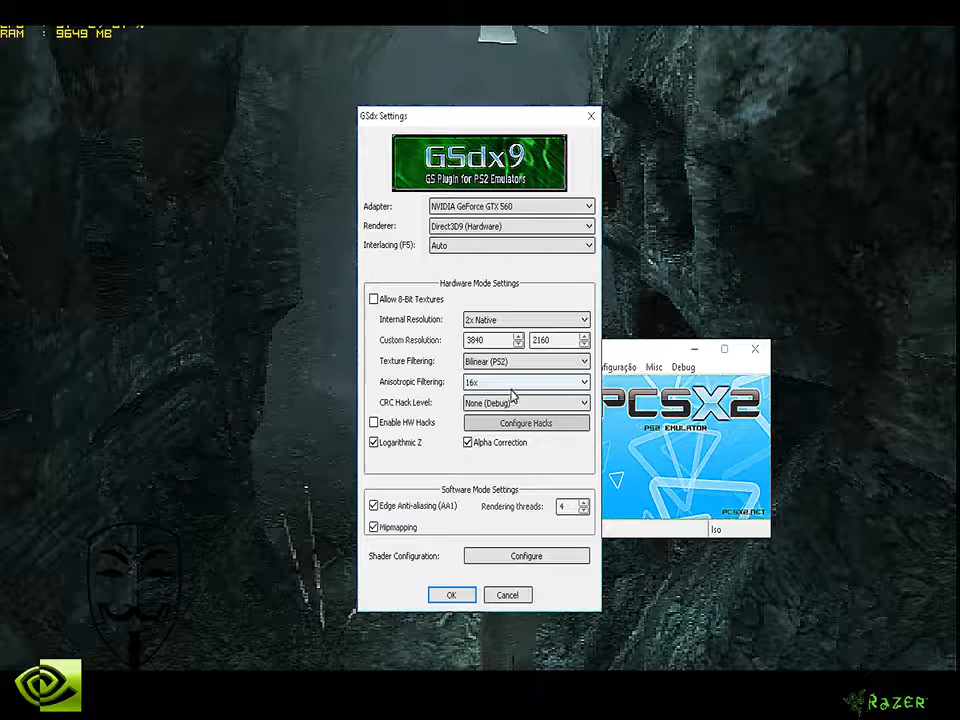 RAM : 9649 MB
GSdx Settings
GSdx9
GS Plugin for PS2 Emulators
Adapter: NVIDIA GeForce GTX 560
Renderer: Direct3D9 (Hardware)
Interlacing (F5): Auto
Hardware Mode Settings
Allow 8-Bit Textures
Internal Resolution: 2x Native
Custom Resolution: 3840 2160
Texture Filtering: Bilinear (PS2)
Anisotropic Filtering: 16x
CRC Hack Level: None (Debug)
Enable HW Hacks Configure Hacks
Logarithmic Z Alpha Correction
Software Mode Settings
Edge Anti-aliasing (AA1) Rendering threads: 4
Mipmapping
Shader Configuration: Configure
OK Cancel
figuração Misc Debug
PCSX2
PS2 EMULATOR
PCSX2.NET
Iso
RAZER